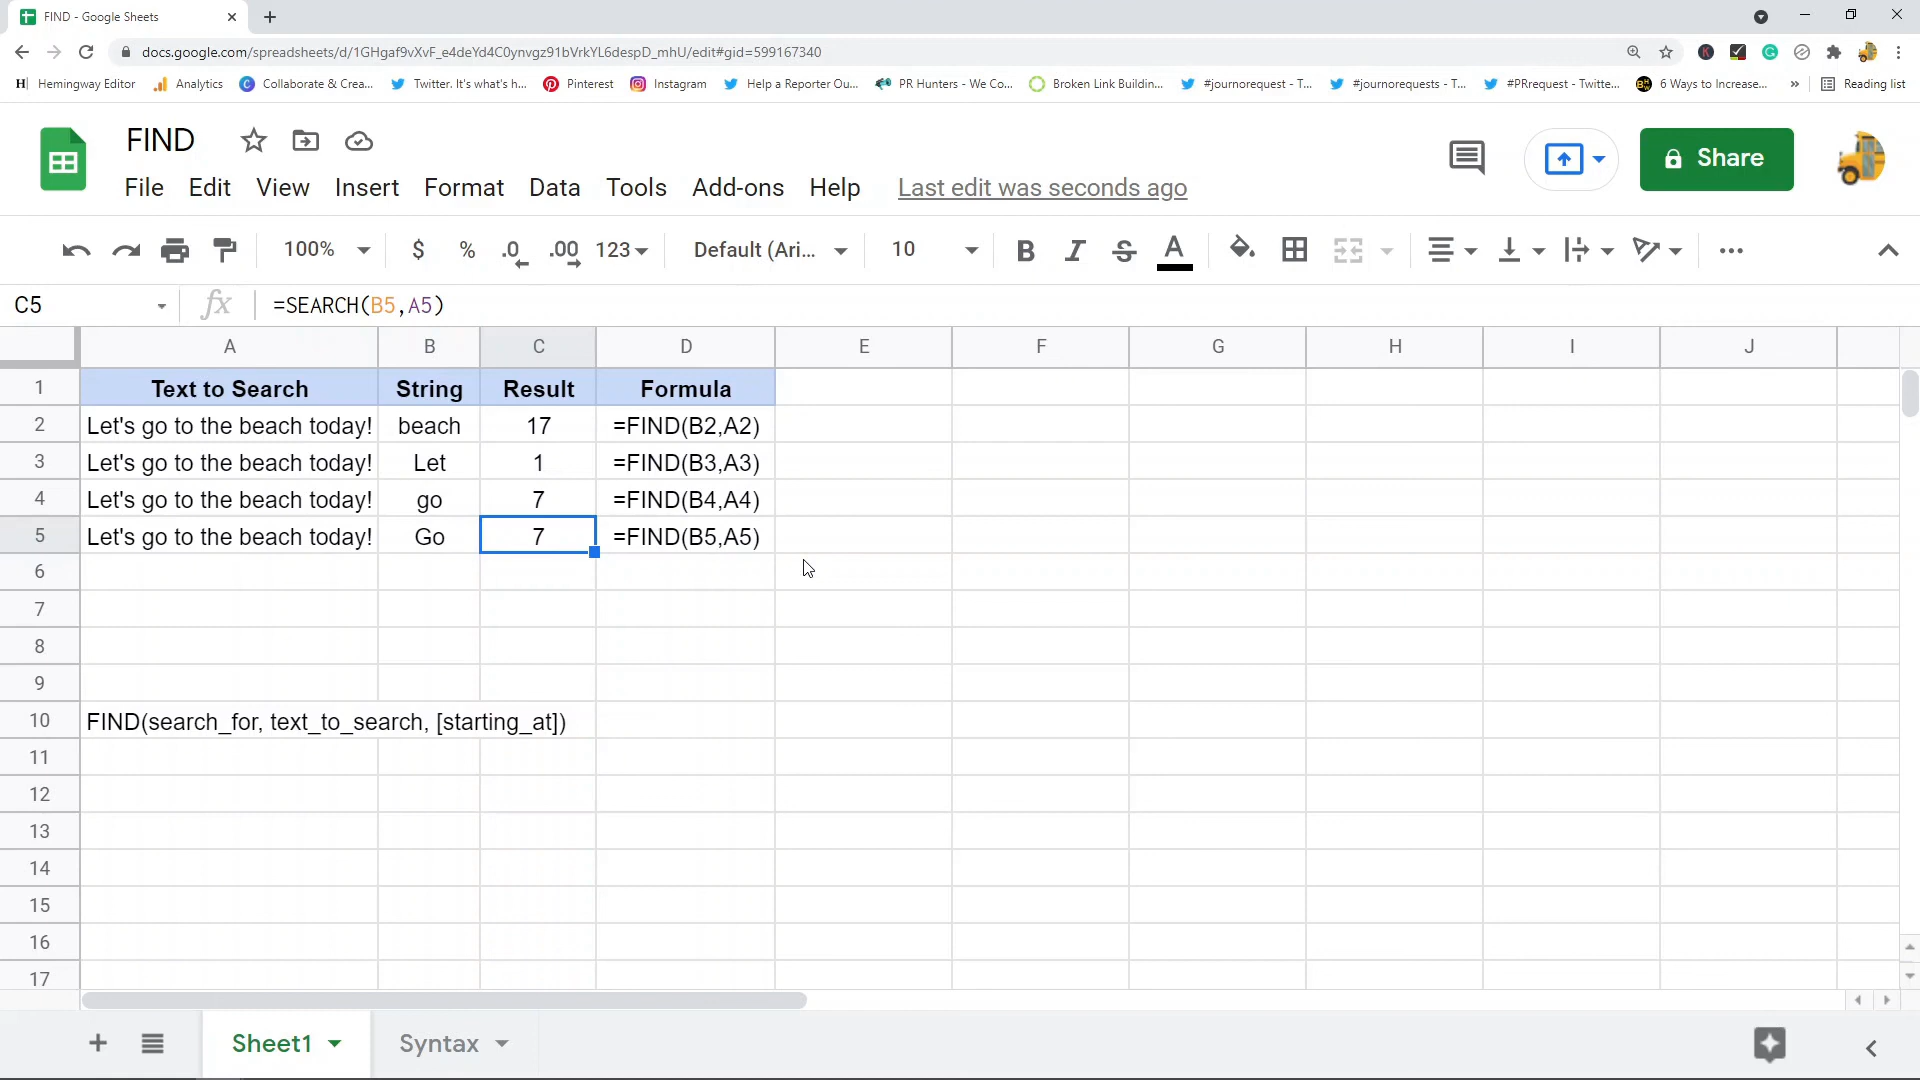 FIND - Google Sheets
docs.google.com/spreadsheets/d/1GHgaf9vXvF_e4deYd4C0ynvgz91bVrkYL6despD_mhU/edit#gid=599167340
Hemingway Editor Analytics Collaborate & Crea... Twitter. It's what's h... Pinterest Instagram Help a Reporter Ou... PR Hunters - We Co... Broken Link Buildin... #journorequest - T... #journorequests - T... #PRrequest - Twitte... 6 Ways to Increase... » Reading list
FIND
Share
File Edit View Insert Format Data Tools Add-ons Help Last edit was seconds ago
100% $ % .0 .00 123 Default (Ari... 10 B I S A
C5 fx =SEARCH(B5,A5)
A B C D E F G H I J
1 Text to Search String Result Formula
2 Let's go to the beach today! beach 17 =FIND(B2,A2)
3 Let's go to the beach today! Let 1 =FIND(B3,A3)
4 Let's go to the beach today! go 7 =FIND(B4,A4)
5 Let's go to the beach today! Go 7 =FIND(B5,A5)
6
7
8
9
10 FIND(search_for, text_to_search, [starting_at])
11
12
13
14
15
16
17
Sheet1 Syntax